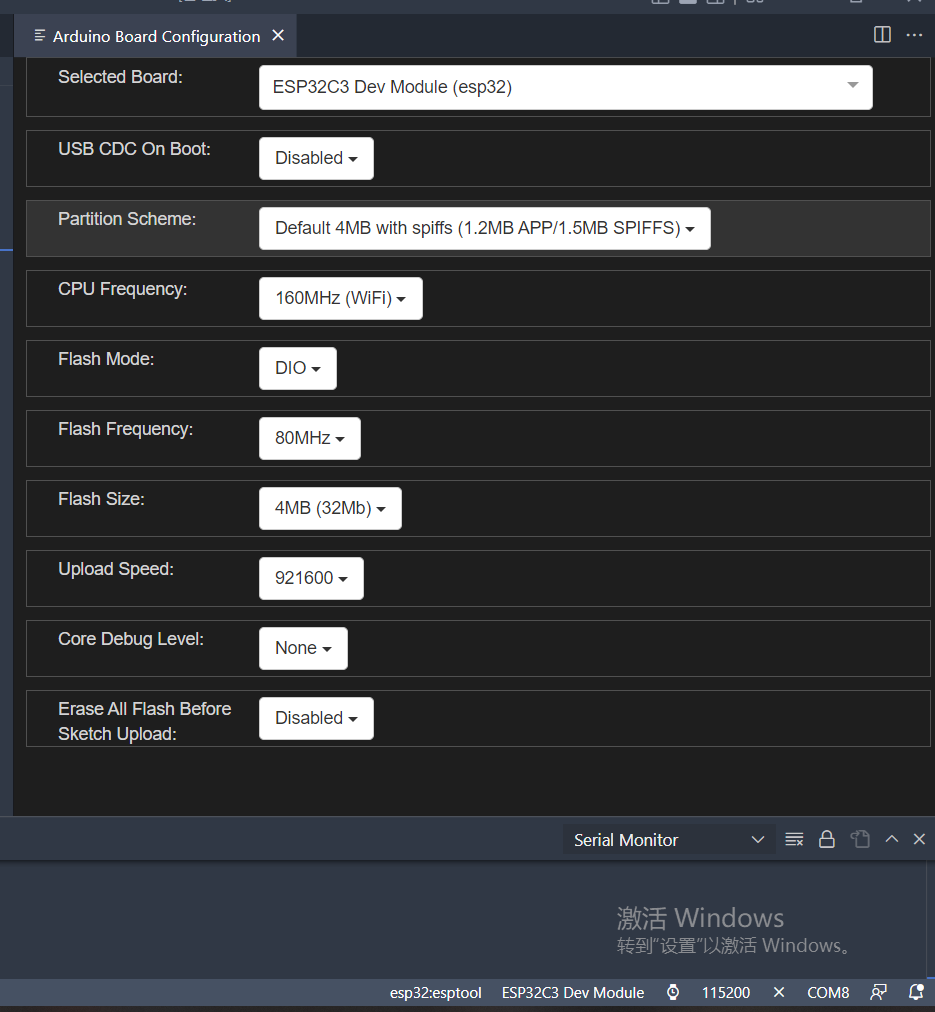 Arduino Board Configuration
Selected Board:
ESP32C3 Dev Module (esp32)
USB CDC On Boot:
Disabled
Partition Scheme:
Default 4MB with spiffs (1.2MB APP/1.5MB SPIFFS)
CPU Frequency:
160MHz (WiFi)
Flash Mode:
DIO
Flash Frequency:
80MHz
Flash Size:
4MB (32Mb)
Upload Speed:
921600
Core Debug Level:
None
Erase All Flash Before
Sketch Upload:
Disabled
Serial Monitor
激活 Windows
转到“设置”以激活 Windows。
esp32:esptool ESP32C3 Dev Module 115200 COM8